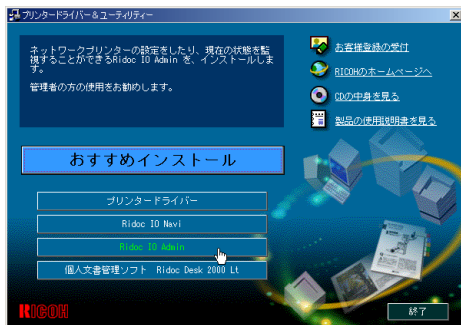 プリンタードライバー＆ユーティリティー
ネットワークプリンターの設定をしたり、現在の状態を監
視することができるRidoc IO Admin を、インストールしま
す。
管理者の方の使用をお勧めします。
お客様登録の受付
RICOHのホームページへ
CDの中身を見る
製品の使用説明書を見る
おすすめインストール
プリンタードライバー
Ridoc IO Navi
Ridoc IO Admin
個人文書管理ソフト　Ridoc Desk 2000 Lt
RICOH
終了